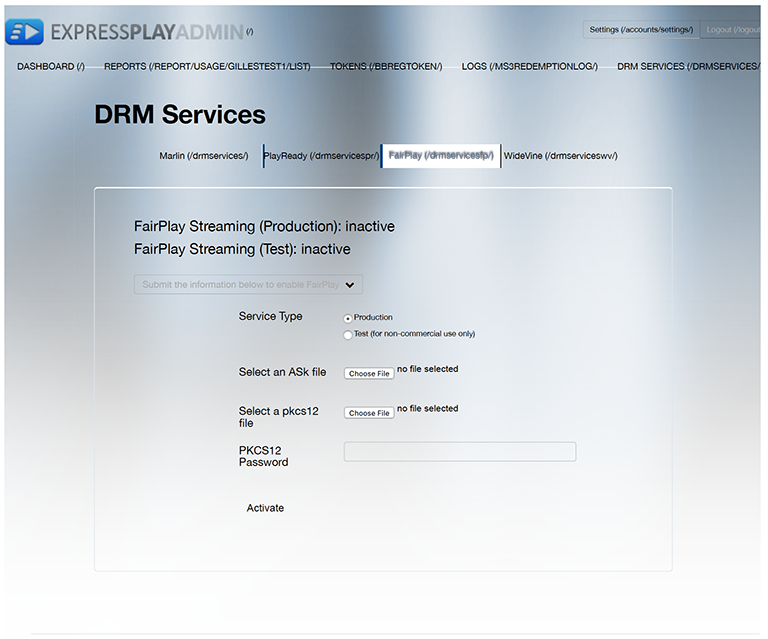 EXPRESSPLAYADMIN (/)
Settings (/accounts/settings/) Logout (/logou
DASHBOARD (/) REPORTS (/REPORT/USAGE/GILLESTEST1/LIST) TOKENS (/BBREGTOKEN/) LOGS (/MS3REDEMPTIONLOG/) DRM SERVICES (/DRMSERVICES/
DRM Services
Marlin (/drmservices/) PlayReady (/drmservicespr/) FairPlay (/drmservicesfp/) WideVine (/drmserviceswv/)
FairPlay Streaming (Production): inactive
FairPlay Streaming (Test): inactive
Submit the information below to enable FairPlay
Service Type
Production
Test (for non-commercial use only)
Select an ASk file Choose File no file selected
Select a pkcs12 Choose File no file selected
file
PKCS12
Password
Activate